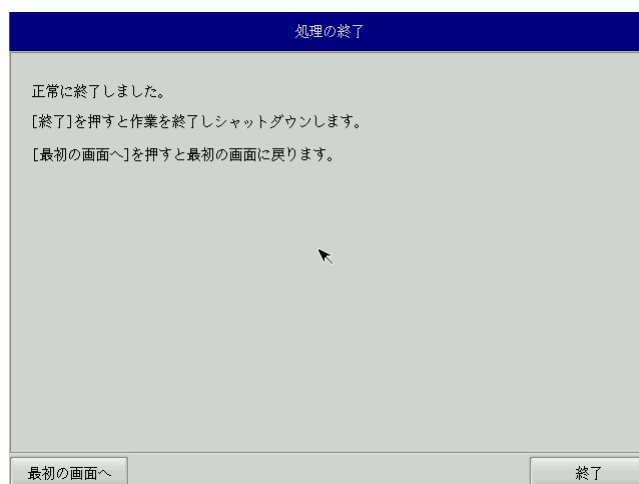 処理の終了
正常に終了しました。
[終了]を押すと作業を終了しシャットダウンします。
[最初の画面へ]を押すと最初の画面に戻ります。
最初の画面へ
終了